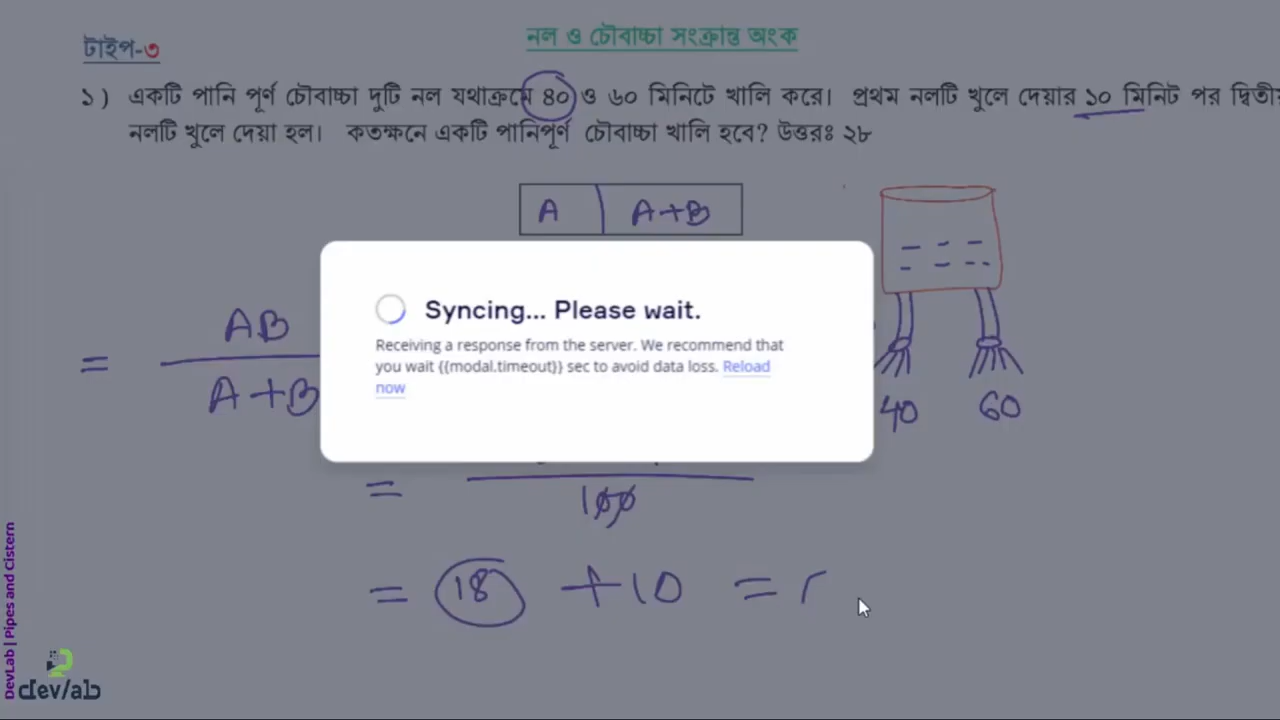 নল ও চৌবাচ্চা সংক্রান্ত অংক
টাইপ-৩
১) একটি পানি পূর্ণ চৌবাচ্চা দুটি নল যথাক্রমে ৪০ ও ৬০ মিনিটে খালি করে। প্রথম নলটি খুলে দেয়ার ১০ মিনিট পর দ্বিতীয়
নলটি খুলে দেয়া হল। কতক্ষনে একটি পানিপূর্ণ চৌবাচ্চা খালি হবে? উত্তরঃ ২৮
A A+B
Syncing... Please wait.
Receiving a response from the server. We recommend that
you wait {{modal.timeout}} sec to avoid data loss. Reload
now
= AB
A+B
40 60
= 100
= 18 + 10 =
DevLab | Pipes and Cistern
dev/ab